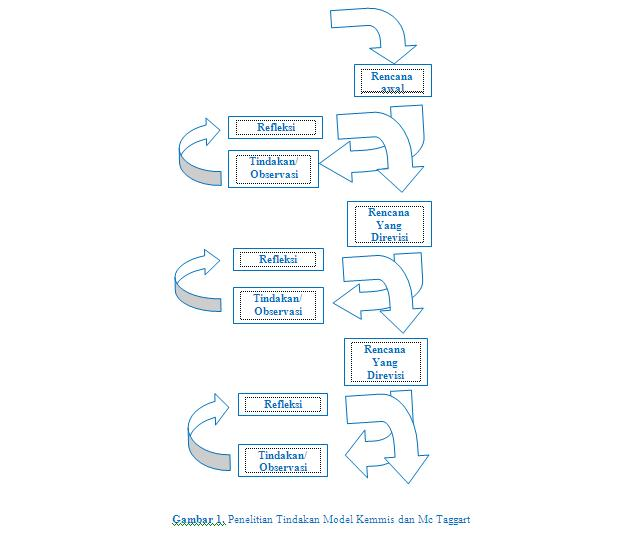 Rencana
awal
Refleksi
Tindakan/
Observasi
Rencana
Yang
Direvisi
Refleksi
Tindakan/
Observasi
Rencana
Yang
Direvisi
Refleksi
Tindakan/
Observasi
Gambar 1. Penelitian Tindakan Model Kemmis dan Mc Taggart